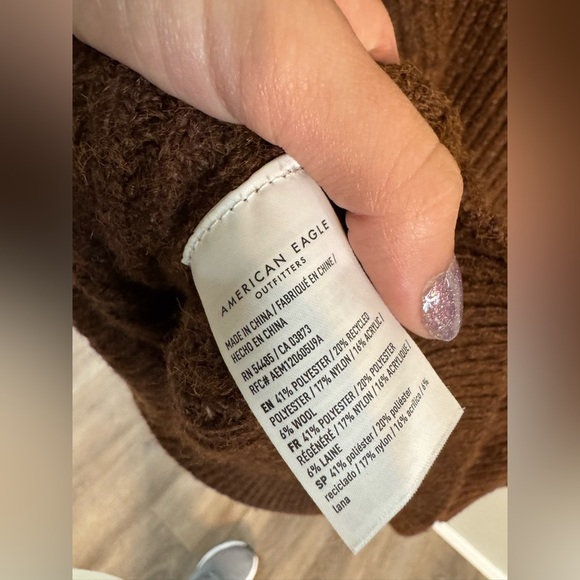 AMERICAN EAGLE
OUTFITTERS
MADE IN CHINA / FABRIQUÉ EN CHINE /
HECHO EN CHINA
RN 54485 / CA 03873
RFC# AEM120605U9A
EN 41% POLYESTER / 20% RECYCLED
POLYESTER / 17% NYLON / 16% ACRYLIC /
6% WOOL
FR 41% POLYESTER / 20% POLYESTER
RÉGÉNÉRÉ / 17% NYLON / 16% ACRYLIQUE /
6% LAINE
SP 41% poliéster / 20% poliéster
reciclado / 17% nylon / 16% acrílica / 6%
lana